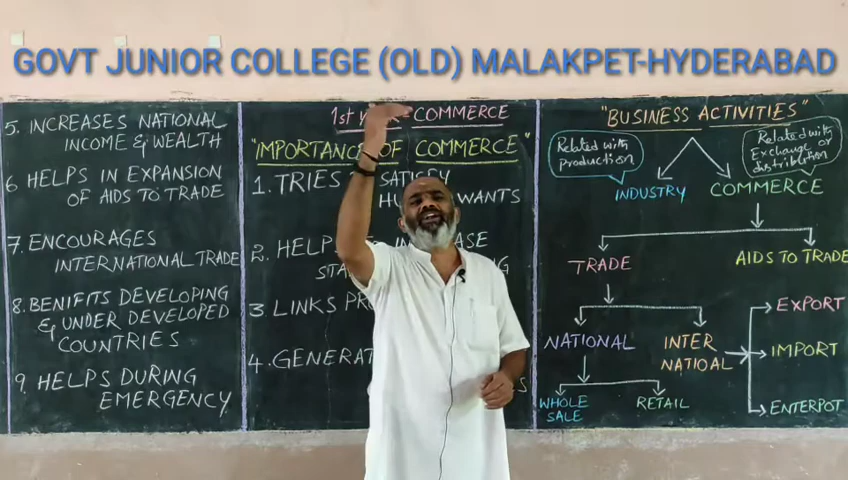 GOVT JUNIOR COLLEGE (OLD) MALAKPET-HYDERABAD
5. INCREASES NATIONAL
INCOME & WEALTH
6 HELPS IN EXPANSION
OF AIDS TO TRADE
7. ENCOURAGES
INTERNATIONAL TRADE
8. BENIFITS DEVELOPING
& UNDER DEVELOPED
COUNTRIES
9 HELPS DURING
EMERGENCY
1st COMMERCE
"IMPORTANCE OF COMMERCE"
1. TRIES SATISFY
WANTS
2. HELP
3 LINKS
4. GENERAT
"BUSINESS ACTIVITIES"
Related with
production
Related with
Exchange or
distribution
INDUSTRY COMMERCE
TRADE AIDS TO TRADE
NATIONAL INTER
NATIOAL
EXPORT
IMPORT
ENTERPOT
WHOLE
SALE
RETAIL